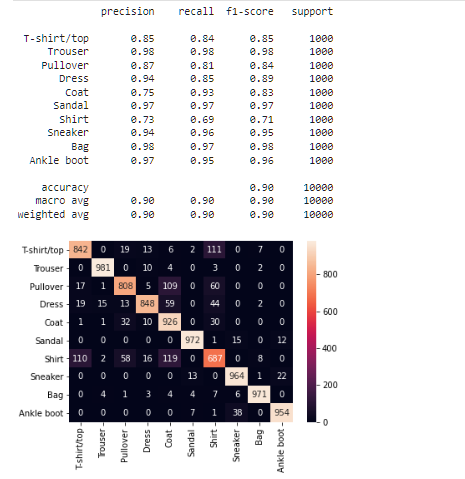 precision recall f1-score support
T-shirt/top 0.85 0.84 0.85 1000
Trouser 0.98 0.98 0.98 1000
Pullover 0.87 0.81 0.84 1000
Dress 0.94 0.85 0.89 1000
Coat 0.75 0.93 0.83 1000
Sandal 0.97 0.97 0.97 1000
Shirt 0.73 0.69 0.71 1000
Sneaker 0.94 0.96 0.95 1000
Bag 0.98 0.97 0.98 1000
Ankle boot 0.97 0.95 0.96 1000
accuracy 0.90 10000
macro avg 0.90 0.90 0.90 10000
weighted avg 0.90 0.90 0.90 10000
T-shirt/top 842 0 19 13 6 2 111 0 7 0
Trouser 0 981 0 10 4 0 3 0 2 0
Pullover 17 1 808 5 109 0 60 0 0 0
Dress 19 15 13 848 59 0 44 0 2 0
Coat 1 1 32 10 926 0 30 0 0 0
Sandal 0 0 0 0 0 972 1 15 0 12
Shirt 110 2 58 16 119 0 687 0 8 0
Sneaker 0 0 0 0 0 13 0 964 1 22
Bag 0 4 1 3 4 4 7 6 971 0
Ankle boot 0 0 0 0 0 7 1 38 0 954
T-shirt/top Trouser Pullover Dress Coat Sandal Shirt Sneaker Bag Ankle boot
800
600
400
200
0